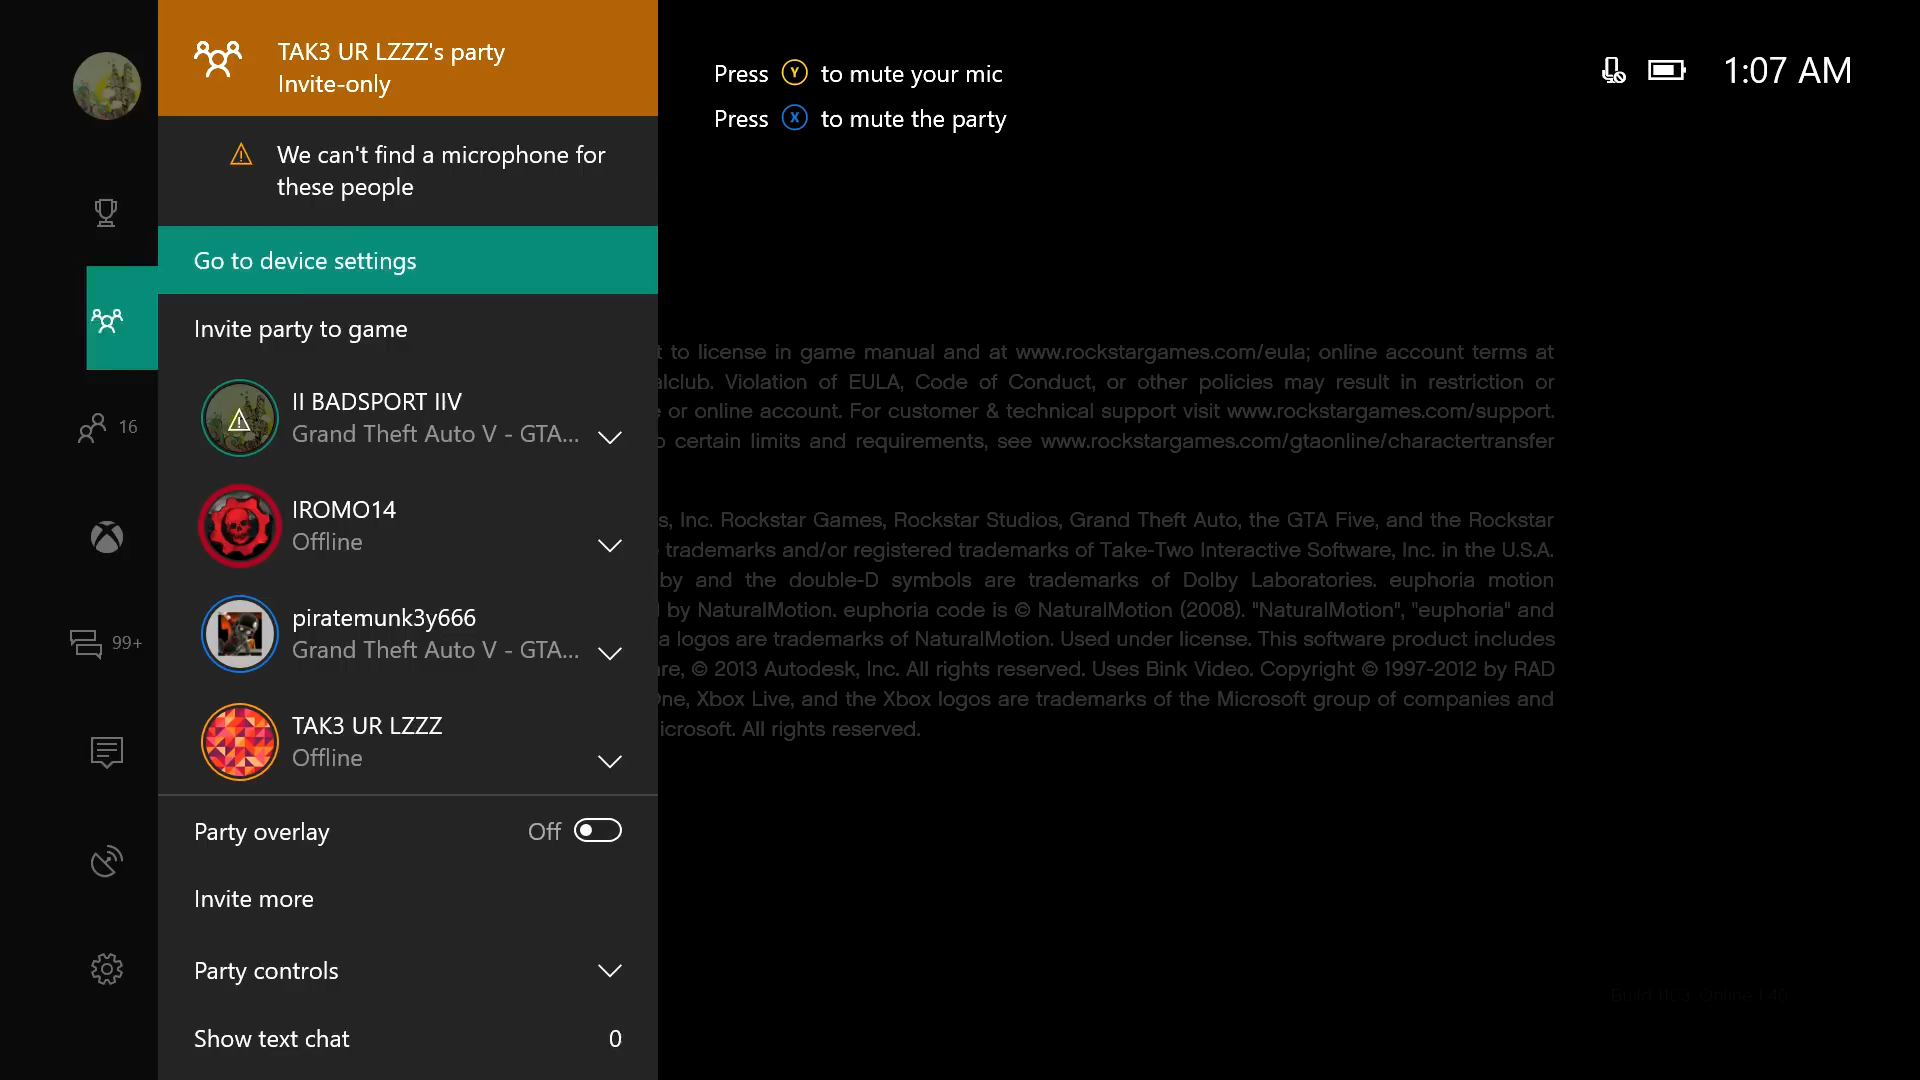 TAK3 UR LZZZ's party
Invite-only
Press Y to mute your mic
Press X to mute the party
1:07 AM
We can't find a microphone for
these people
Go to device settings
Invite party to game
II BADSPORT IIV
Grand Theft Auto V - GTA...
IROMO14
Offline
piratemunk3y666
Grand Theft Auto V - GTA...
TAK3 UR LZZZ
Offline
Party overlay Off
Invite more
Party controls
Show text chat 0
16
99+
t to license in game manual and at www.rockstargames.com/eula; online account terms at
alclub. Violation of EULA, Code of Conduct, or other policies may result in restriction or
or online account. For customer & technical support visit www.rockstargames.com/support.
certain limits and requirements, see www.rockstargames.com/gtaonline/charactertransfer
s, Inc. Rockstar Games, Rockstar Studios, Grand Theft Auto, the GTA Five, and the Rockstar
trademarks and/or registered trademarks of Take-Two Interactive Software, Inc. in the U.S.A.
by and the double-D symbols are trademarks of Dolby Laboratories. euphoria motion
by NaturalMotion. euphoria code is © NaturalMotion (2008). "NaturalMotion", "euphoria" and
a logos are trademarks of NaturalMotion. Used under license. This software product includes
re, © 2013 Autodesk, Inc. All rights reserved. Uses Bink Video. Copyright © 1997-2012 by RAD
One, Xbox Live, and the Xbox logos are trademarks of the Microsoft group of companies and
icrosoft. All rights reserved.